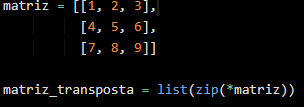 matriz = [[1, 2, 3],
          [4, 5, 6],
          [7, 8, 9]]
matriz_transposta = list(zip(*matriz))